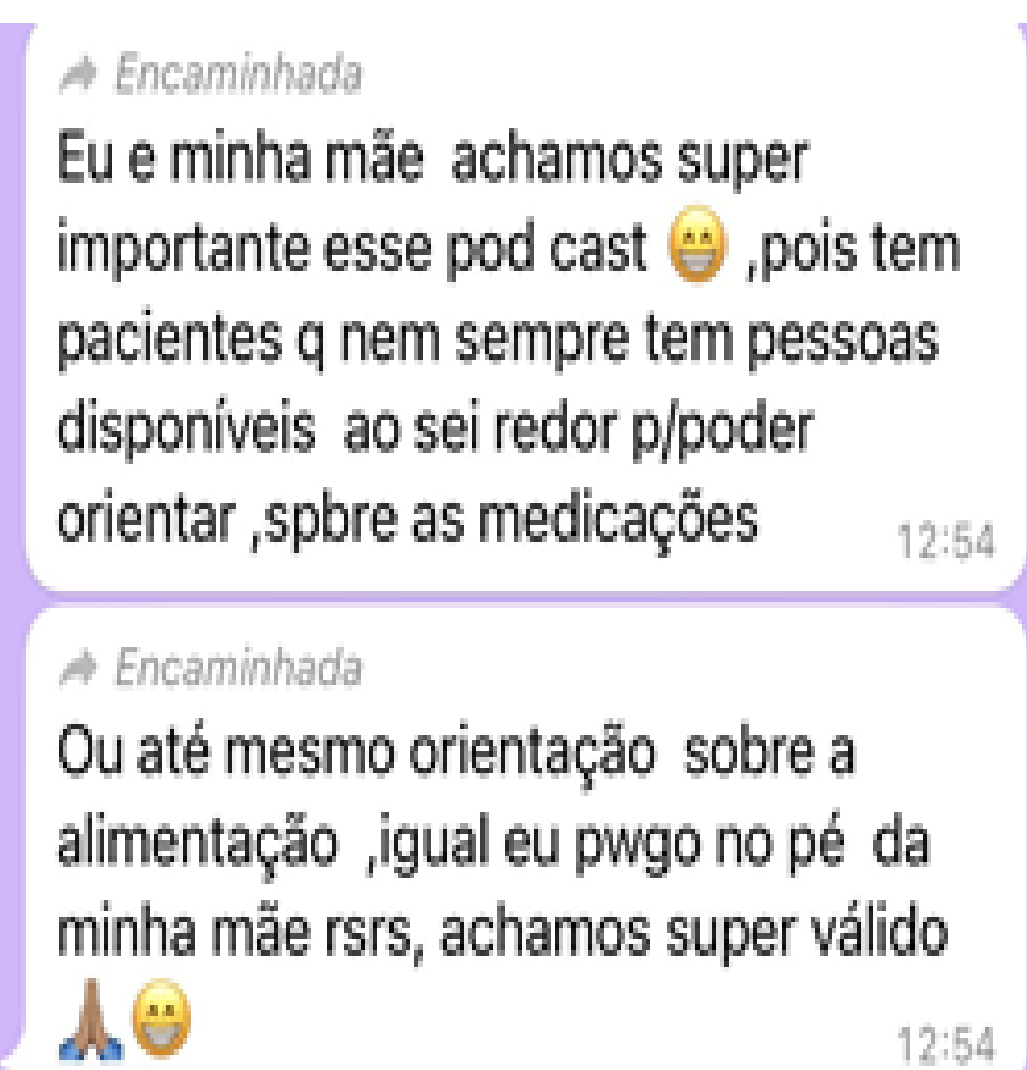 Encaminhada
Eu e minha mãe  achamos super
importante esse pod cast 😁 ,pois tem
pacientes q nem sempre tem pessoas
disponíveis  ao sei redor p/poder
orientar ,spbre as medicações
12:54
Encaminhada
Ou até mesmo orientação  sobre a
alimentação  ,igual eu pwgo no pé  da
minha mãe rsrs, achamos super válido
🙏🏽😁
12:54